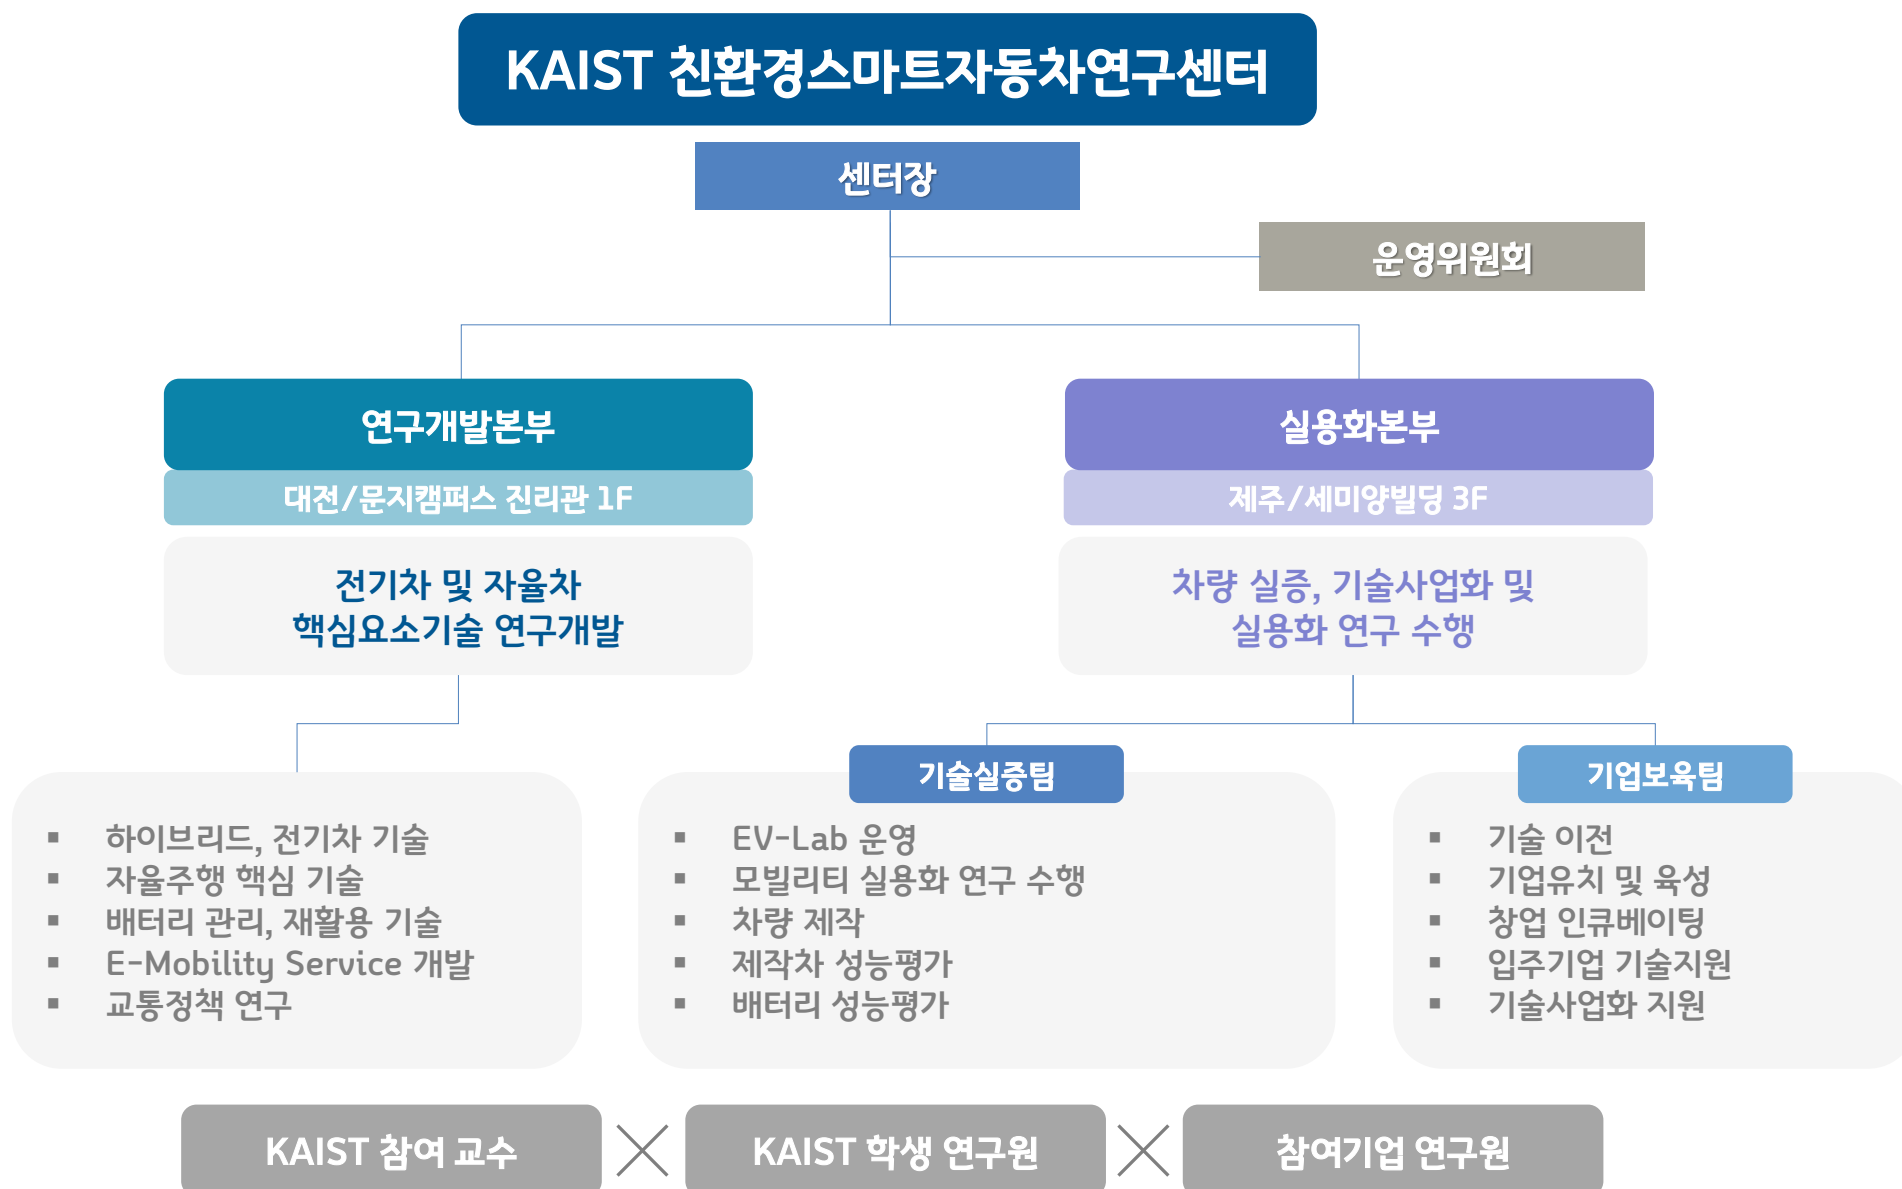 KAIST 친환경스마트자동차연구센터
센터장
운영위원회
연구개발본부
대전/문지캠퍼스 진리관 1F
전기차 및 자율차
핵심요소기술 연구개발
실용화본부
제주/세미양빌딩 3F
차량 실증, 기술사업화 및
실용화 연구 수행
▪ 하이브리드, 전기차 기술
▪ 자율주행 핵심 기술
▪ 배터리 관리, 재활용 기술
▪ E-Mobility Service 개발
▪ 교통정책 연구
기술실증팀
▪ EV-Lab 운영
▪ 모빌리티 실용화 연구 수행
▪ 차량 제작
▪ 제작차 성능평가
▪ 배터리 성능평가
기업보육팀
▪ 기술 이전
▪ 기업유치 및 육성
▪ 창업 인큐베이팅
▪ 입주기업 기술지원
▪ 기술사업화 지원
KAIST 참여 교수
KAIST 학생 연구원
참여기업 연구원